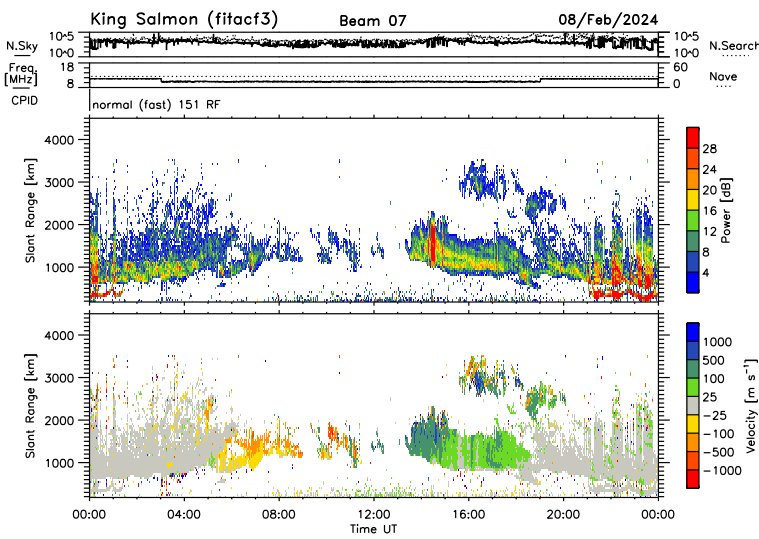 King Salmon (fitacf3) Beam 07 08/Feb/2024
N.Sky 10^5 10^0 10^5 10^0 N.Search
Freq. [MHz] 18 8 60 0 Nave
CPID normal (fast) 151 RF
Slant Range [km] 4000 3000 2000 1000
Power [dB] 28 24 20 16 12 8 4
Slant Range [km] 4000 3000 2000 1000
Velocity [m s^-1] 1000 500 100 25 -25 -100 -500 -1000
00:00 04:00 08:00 12:00 16:00 20:00 00:00
Time UT